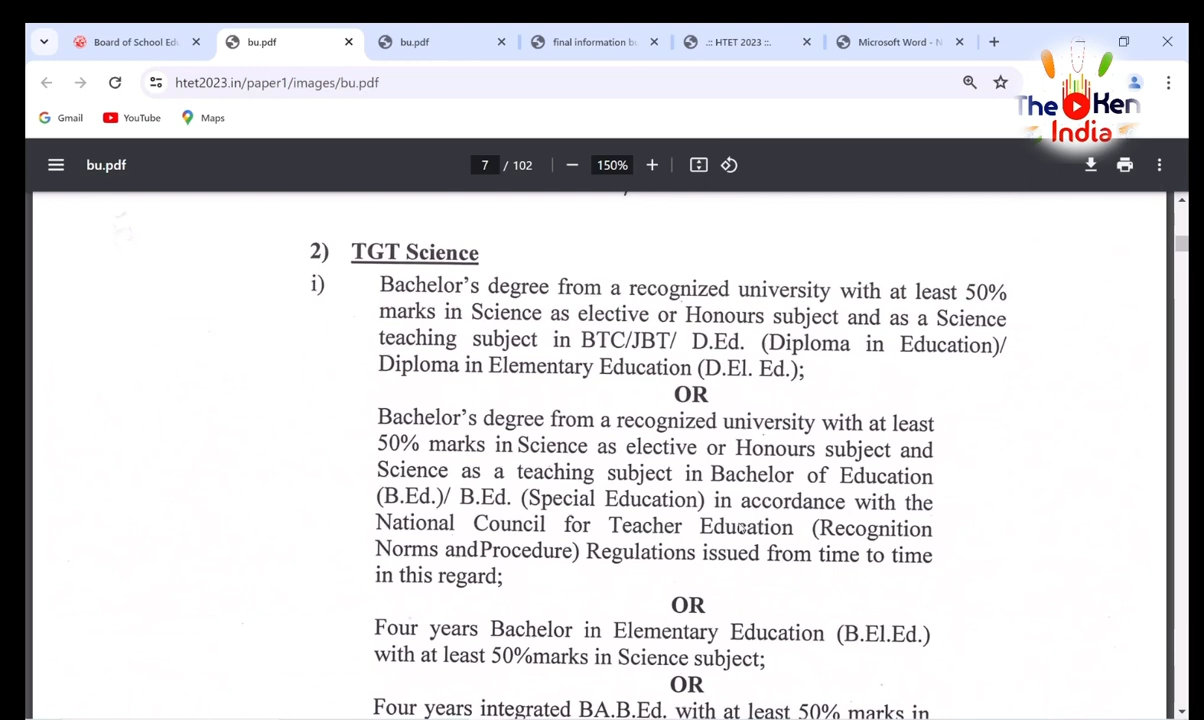 Board of School Ed
bu.pdf
bu.pdf
final information bu
.:: HTET 2023 ::.
Microsoft Word - N
htet2023.in/paper1/images/bu.pdf
Gmail
YouTube
Maps
The Ken
India
bu.pdf
7 / 102
150%
2) TGT Science
i) Bachelor's degree from a recognized university with at least 50%
marks in Science as elective or Honours subject and as a Science
teaching subject in BTC/JBT/ D.Ed. (Diploma in Education)/
Diploma in Elementary Education (D.El. Ed.);
OR
Bachelor's degree from a recognized university with at least
50% marks in Science as elective or Honours subject and
Science as a teaching subject in Bachelor of Education
(B.Ed.)/ B.Ed. (Special Education) in accordance with the
National Council for Teacher Education (Recognition
Norms andProcedure) Regulations issued from time to time
in this regard;
OR
Four years Bachelor in Elementary Education (B.El.Ed.)
with at least 50%marks in Science subject;
OR
Four years integrated BA.B.Ed. with at least 50% marks in